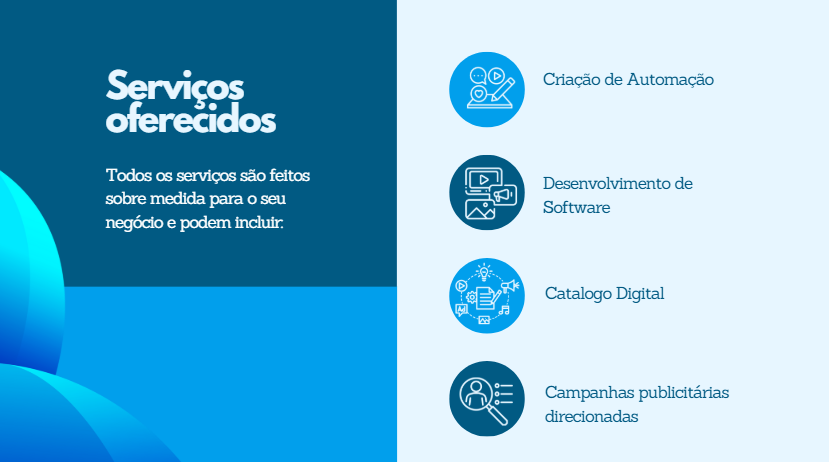 Serviços
oferecidos
Todos os serviços são feitos
sobre medida para o seu
negócio e podem incluir:
Criação de Automação
Desenvolvimento de
Software
Catalogo Digital
Campanhas publicitárias
direcionadas